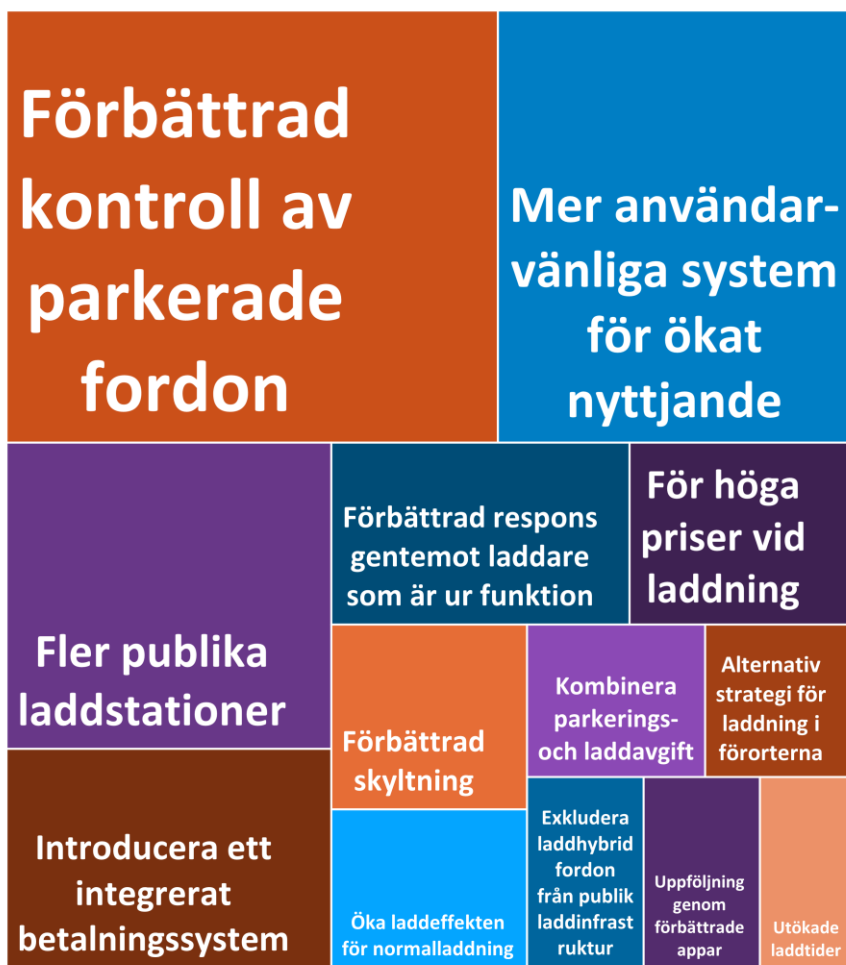 Förbättrad
kontroll av
parkerade
fordon
Mer användar-
vänliga system
för ökat
nyttjande
Fler publika
laddstationer
Förbättrad respons
gentemot laddare
som är ur funktion
För höga
priser vid
laddning
Introducera ett
integrerat
betalningssystem
Förbättrad
skyltning
Kombinera
parkerings-
och laddavgift
Alternativ
strategi för
laddning i
förorterna
Öka laddeffekten
för normalladdning
Exkludera
laddhybrid
fordon
från publik
laddinfrast
ruktur
Uppföljning
genom
förbättrade
appar
Utökade
laddtider